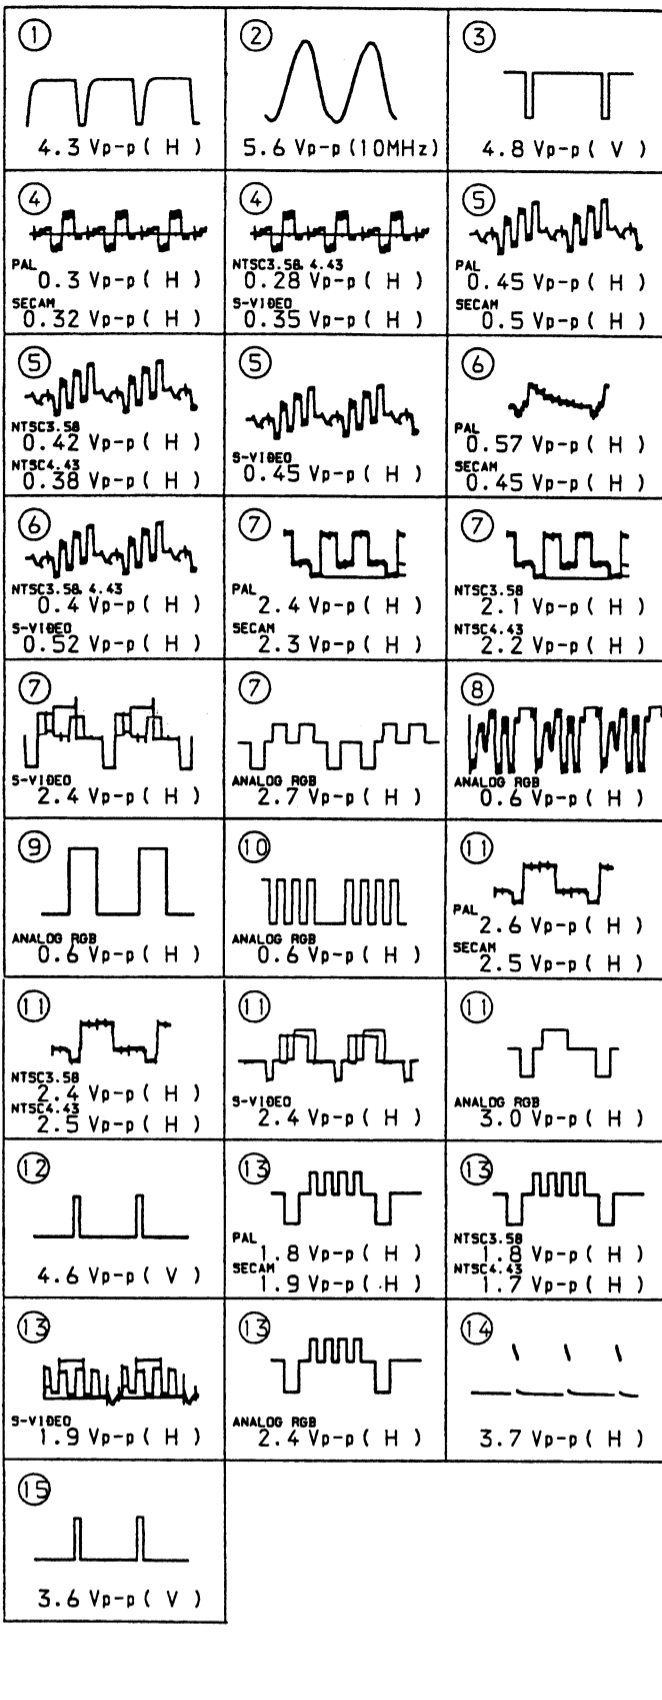 ①
4.3 Vp-p ( H )
②
5.6 Vp-p (10MHz)
③
4.8 Vp-p ( V )
④
PAL
0.3 Vp-p ( H )
SECAM
0.32 Vp-p ( H )
④
NTSC3.58, 4.43
0.28 Vp-p ( H )
S-VIDEO
0.35 Vp-p ( H )
⑤
PAL
0.45 Vp-p ( H )
SECAM
0.5 Vp-p ( H )
⑤
NTSC3.58
0.42 Vp-p ( H )
NTSC4.43
0.38 Vp-p ( H )
⑤
S-VIDEO
0.45 Vp-p ( H )
⑥
PAL
0.57 Vp-p ( H )
SECAM
0.45 Vp-p ( H )
⑥
NTSC3.58, 4.43
0.4 Vp-p ( H )
S-VIDEO
0.52 Vp-p ( H )
⑦
PAL
2.4 Vp-p ( H )
SECAM
2.3 Vp-p ( H )
⑦
NTSC3.58
2.1 Vp-p ( H )
NTSC4.43
2.2 Vp-p ( H )
⑦
S-VIDEO
2.4 Vp-p ( H )
⑦
ANALOG RGB
2.7 Vp-p ( H )
⑧
ANALOG RGB
0.6 Vp-p ( H )
⑨
ANALOG RGB
0.6 Vp-p ( H )
⑩
ANALOG RGB
0.6 Vp-p ( H )
⑪
PAL
2.6 Vp-p ( H )
SECAM
2.5 Vp-p ( H )
⑪
NTSC3.58
2.4 Vp-p ( H )
NTSC4.43
2.5 Vp-p ( H )
⑪
S-VIDEO
2.4 Vp-p ( H )
⑪
ANALOG RGB
3.0 Vp-p ( H )
⑫
4.6 Vp-p ( V )
⑬
PAL
1.8 Vp-p ( H )
SECAM
1.9 Vp-p ( H )
⑬
NTSC3.58
1.8 Vp-p ( H )
NTSC4.43
1.7 Vp-p ( H )
⑬
S-VIDEO
1.9 Vp-p ( H )
⑬
ANALOG RGB
2.4 Vp-p ( H )
⑭
3.7 Vp-p ( H )
⑮
3.6 Vp-p ( V )